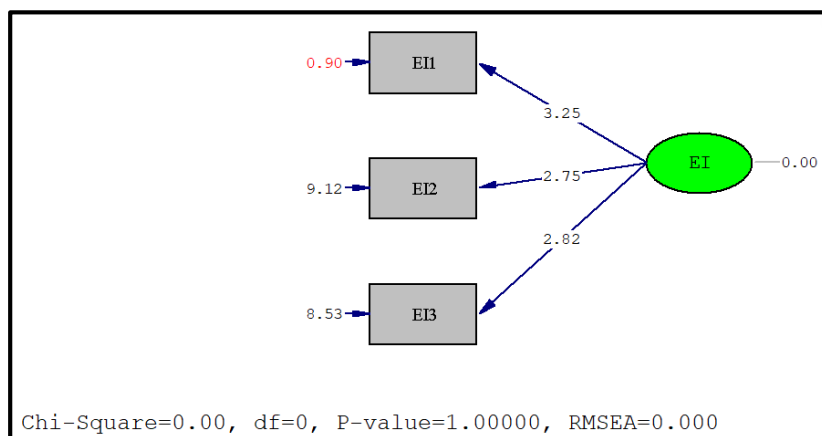 0.90 EI1
3.25
EI 0.00
9.12 EI2 2.75
2.82
8.53 EI3
Chi-Square=0.00, df=0, P-value=1.00000, RMSEA=0.000